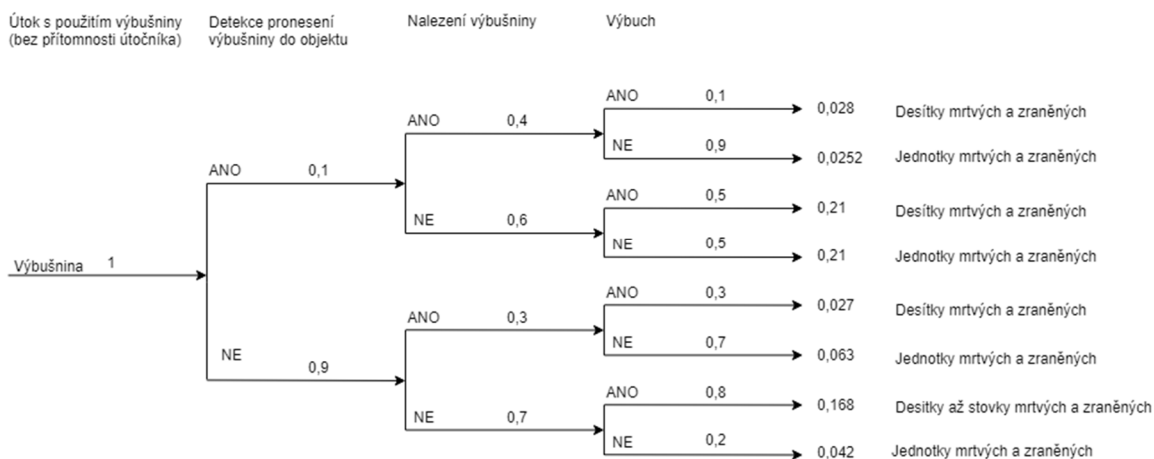 Útok s použitím výbušniny
(bez přítomnosti útočníka)
Detekce pronesení
výbušniny do objektu
Nalezení výbušniny
Výbuch
ANO 0,1
0,028 Desítky mrtvých a zraněných
ANO 0,4
NE 0,9
0,0252 Jednotky mrtvých a zraněných
ANO 0,1
ANO 0,5
0,21 Desítky mrtvých a zraněných
NE 0,6
NE 0,5
0,21 Jednotky mrtvých a zraněných
Výbušnina 1
ANO 0,3
0,027 Desítky mrtvých a zraněných
ANO 0,3
NE 0,7
0,063 Jednotky mrtvých a zraněných
NE 0,9
ANO 0,8
0,168 Desitky až stovky mrtvých a zraněných
NE 0,7
NE 0,2
0,042 Jednotky mrtvých a zraněných